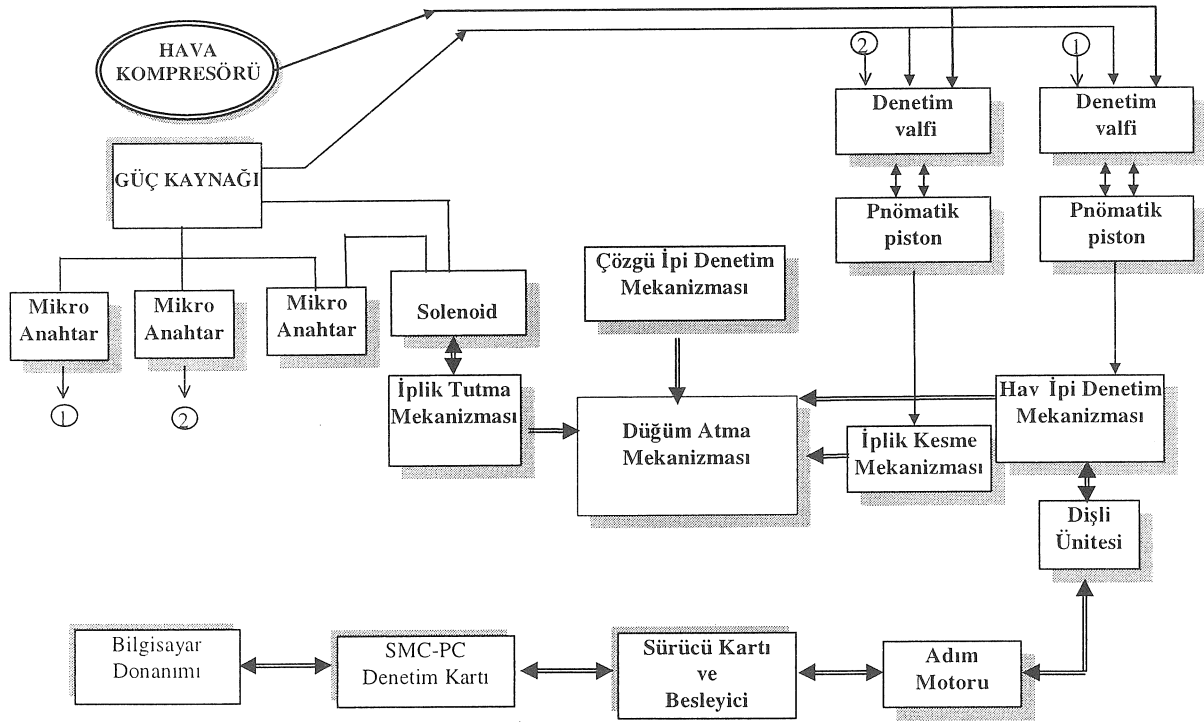 HAVA
KOMPRESÖRÜ
2
1
Denetim
valfi
Denetim
valfi
GÜÇ KAYNAĞI
Pnömatik
piston
Pnömatik
piston
Çözgü İpi Denetim
Mekanizması
Mikro
Anahtar
Mikro
Anahtar
Mikro
Anahtar
Solenoid
1
2
İplik Tutma
Mekanizması
Düğüm Atma
Mekanizması
İplik Kesme
Mekanizması
Hav İpi Denetim
Mekanizması
Dişli
Ünitesi
Bilgisayar
Donanımı
SMC-PC
Denetim Kartı
Sürücü Kartı
ve
Besleyici
Adım
Motoru